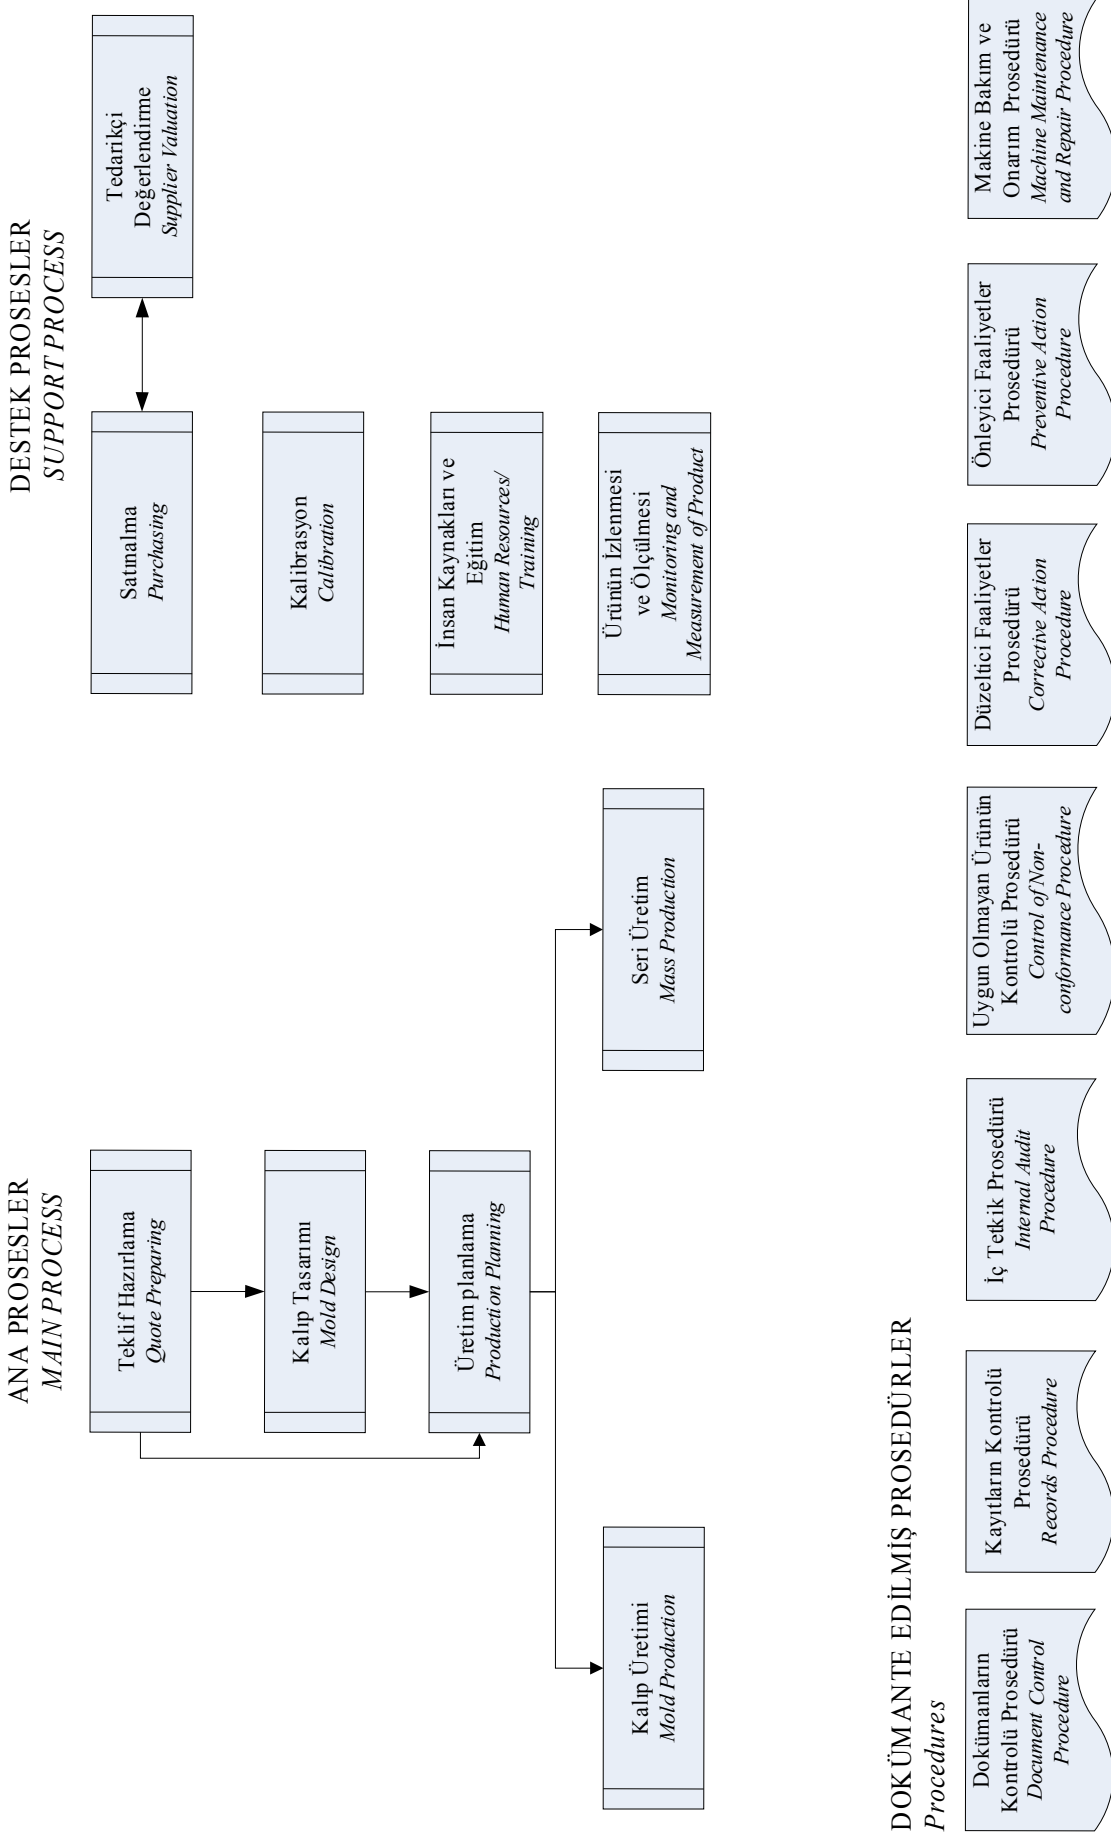 ANA PROSESLER
MAIN PROCESS
Teklif Hazırlama
Quote Preparing
Kalıp Tasarımı
Mold Design
Üretim planlama
Production Planning
Kalıp Üretimi
Mold Production
Seri Üretim
Mass Production
DESTEK PROSESLER
SUPPORT PROCESS
Satınalma
Purchasing
Tedarikçi
Değerlendirme
Supplier Valuation
Kalibrasyon
Calibration
İnsan Kaynakları ve
Eğitim
Human Resources/
Training
Ürünün İzlenmesi
ve Ölçülmesi
Monitoring and
Measurement of Product
DOKÜMANTE EDİLMİŞ PROSEDÜRLER
Procedures
Dokümanların
Kontrolü Prosedürü
Document Control
Procedure
Kayıtların Kontrolü
Prosedürü
Records Procedure
İç Tetkik Prosedürü
Internal Audit
Procedure
Uygun Olmayan Ürünün
Kontrolü Prosedürü
Control of Non-
conformance Procedure
Düzeltici Faaliyetler
Prosedürü
Corrective Action
Procedure
Önleyici Faaliyetler
Prosedürü
Preventive Action
Procedure
Makine Bakım ve
Onarım Prosedürü
Machine Maintenance
and Repair Procedure